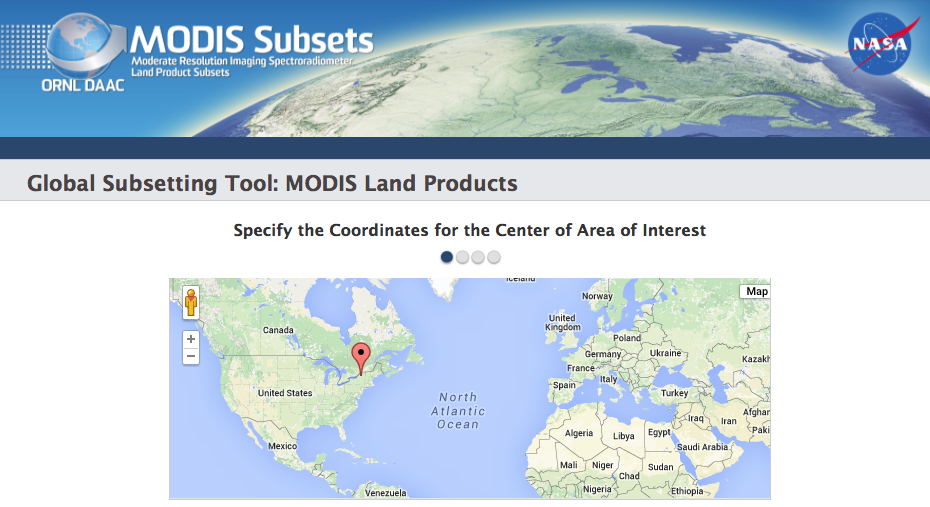 MODIS Subsets
Moderate Resolution Imaging Spectroradiometer
Land Product Subsets
ORNL DAAC
NASA
Global Subsetting Tool: MODIS Land Products
Specify the Coordinates for the Center of Area of Interest
Iceland
Map
Norway
Canada
United
Kingdom
Poland
Germany
Ukraine
Kazakh
France
Italy
Spain
Turkey
United States
North
Atlantic
Ocean
Iraq
Iran
Afghan
Paki
Algeria
Libya
Egypt
Saudi Arabia
Mexico
Mali
Niger
Chad
Sudan
Venezuela
Nigeria
Ethiopia